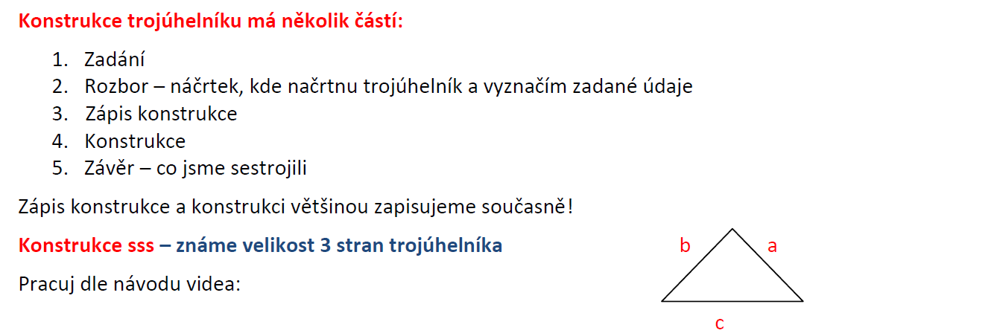 Konstrukce trojúhelníku má několik částí:
1. Zadání
2. Rozbor – náčrtek, kde načrtnu trojúhelník a vyznačím zadané údaje
3. Zápis konstrukce
4. Konstrukce
5. Závěr – co jsme sestrojili
Zápis konstrukce a konstrukci většinou zapisujeme současně!
Konstrukce sss – známe velikost 3 stran trojúhelníka
b a
Pracuj dle návodu videa:
c